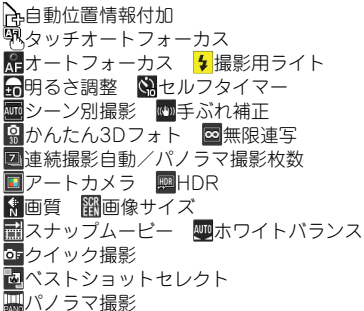 自動位置情報付加
タッチオートフォーカス
オートフォーカス 撮影用ライト
明るさ調整 セルフタイマー
シーン別撮影 手ぶれ補正
かんたん3Dフォト 無限連写
連続撮影自動／パノラマ撮影枚数
アートカメラ HDR
画質 画像サイズ
スナップムービー ホワイトバランス
クイック撮影
ベストショットセレクト
パノラマ撮影